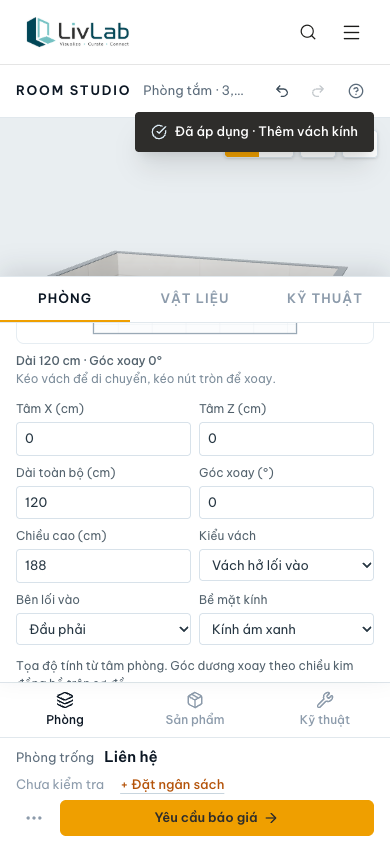 LivLab
Visualize · Curate · Connect
ROOM STUDIO
Phòng tắm · 3,...
Đã áp dụng · Thêm vách kính
PHÒNG
VẬT LIỆU
KỸ THUẬT
Dài 120 cm · Góc xoay 0°
Kéo vách để di chuyển, kéo nút tròn để xoay.
Tâm X (cm)
Tâm Z (cm)
0
0
Dài toàn bộ (cm)
Góc xoay (°)
120
0
Chiều cao (cm)
Kiểu vách
188
Vách hở lối vào
Bên lối vào
Bề mặt kính
Đầu phải
Kính ám xanh
Tọa độ tính từ tâm phòng. Góc dương xoay theo chiều kim
Phòng
Sản phẩm
Kỹ thuật
Phòng trống Liên hệ
Chưa kiểm tra + Đặt ngân sách
Yêu cầu báo giá →